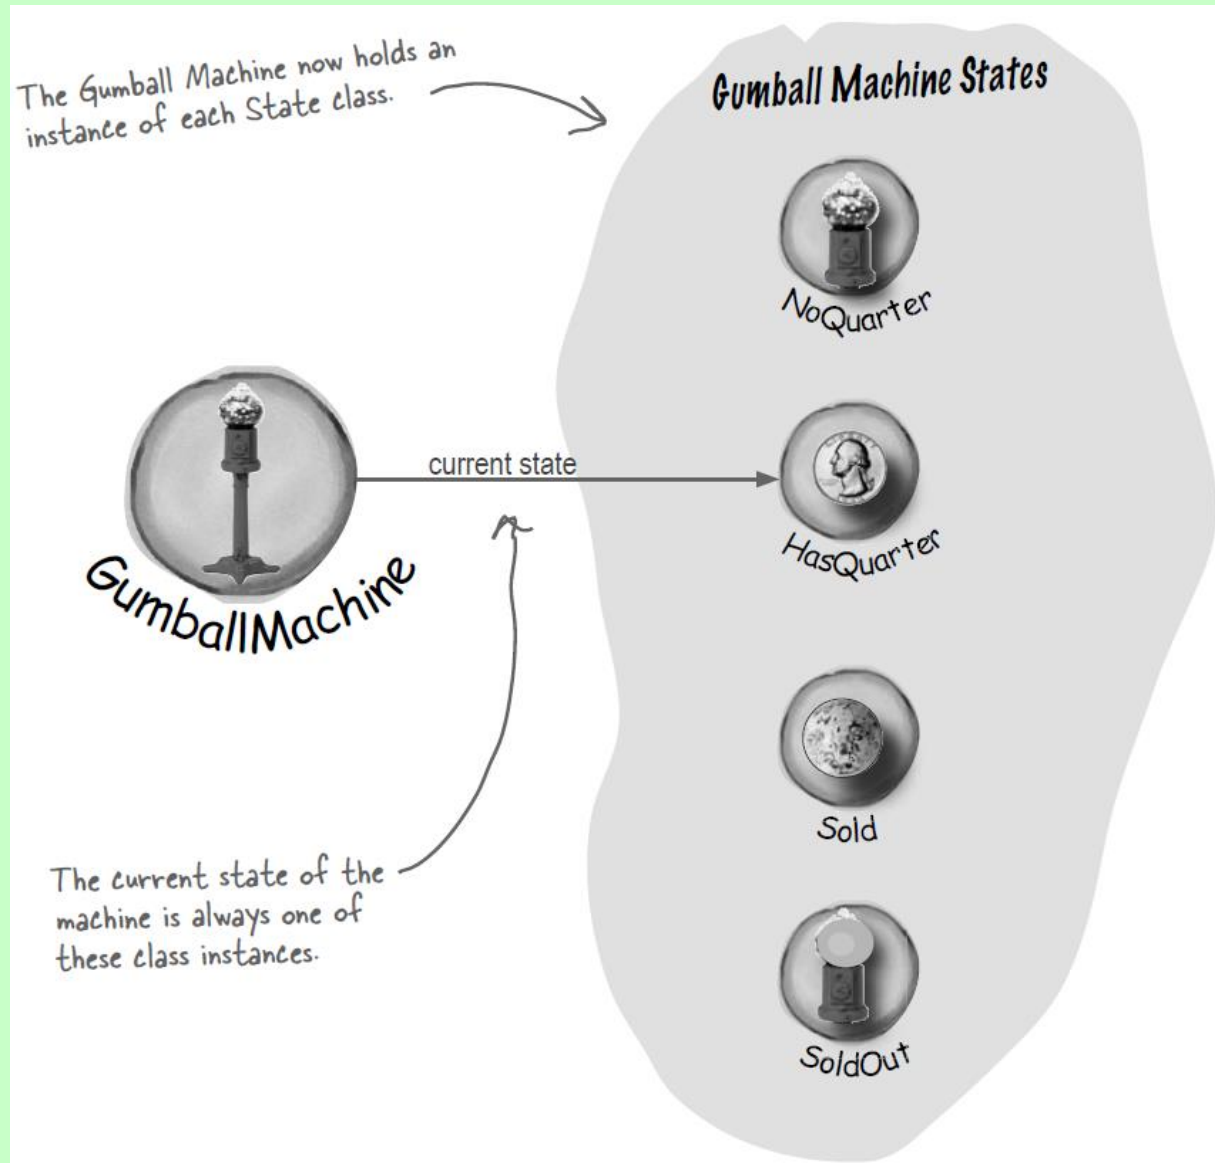 The Gumball Machine now holds an
instance of each State class.
Gumball Machine States
NoQuarter
current state
HasQuarter
GumballMachine
Sold
The current state of the
machine is always one of
these class instances.
SoldOut